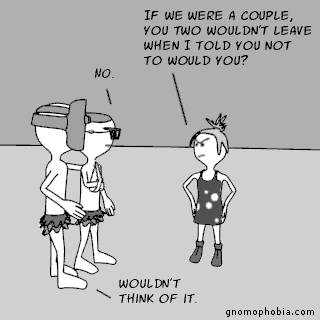 IF WE WERE A COUPLE,
YOU TWO WOULDN'T LEAVE
WHEN I TOLD YOU NOT
TO WOULD YOU?
NO.
WOULDN'T
THINK OF IT.
gnomophobia.com